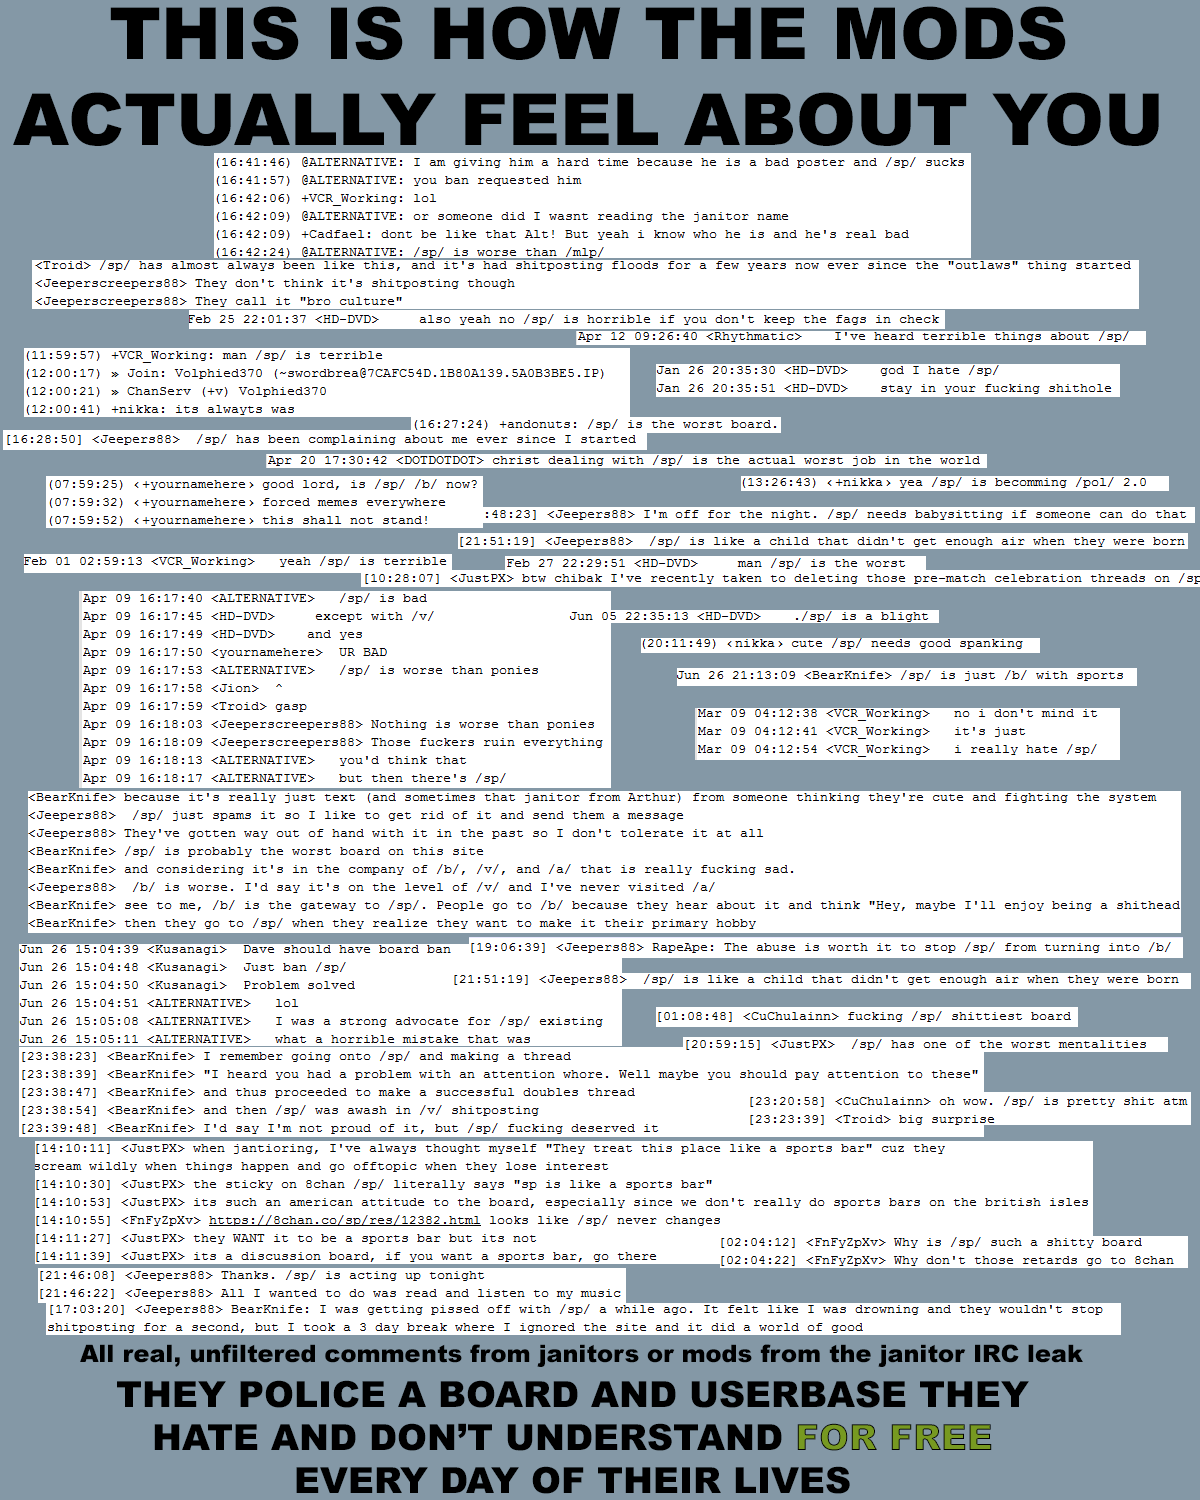 THIS IS HOW THE MODS
ACTUALLY FEEL ABOUT YOU
(16:41:46) @ALTERNATIVE: I am giving him a hard time because he is a bad poster and /sp/ sucks
(16:41:57) @ALTERNATIVE: you ban requested him
(16:42:06) +VCR_Working: lol
(16:42:09) @ALTERNATIVE: or someone did I wasnt reading the janitor name
(16:42:09) +Cadfael: dont be like that Alt! But yeah i know who he is and he's real bad
(16:42:24) @ALTERNATIVE: /sp/ is worse than /mlp/
<Troid> /sp/ has almost always been like this, and it's had shitposting floods for a few years now ever since the "outlaws" thing started
<Jeeperscreepers88> They don't think it's shitposting though
<Jeeperscreepers88> They call it "bro culture"
Feb 25 22:01:37 <HD-DVD> also yeah no /sp/ is horrible if you don't keep the fags in check
Apr 12 09:26:40 <Rhythmatic> I've heard terrible things about /sp/
(11:59:57) +VCR_Working: man /sp/ is terrible
(12:00:17) » Join: Volphied370 (~swordbrea@7CAFC54D.1B80A139.5A0B3BE5.IP)
(12:00:21) » ChanServ (+v) Volphied370
(12:00:41) +nikka: its alwayts was
Jan 26 20:35:30 <HD-DVD> god I hate /sp/
Jan 26 20:35:51 <HD-DVD> stay in your fucking shithole
(16:27:24) +andonuts: /sp/ is the worst board.
[16:28:50] <Jeepers88> /sp/ has been complaining about me ever since I started
Apr 20 17:30:42 <DOTDOTDOT> christ dealing with /sp/ is the actual worst job in the world
(07:59:25) ‹+yournamehere› good lord, is /sp/ /b/ now?
(07:59:32) ‹+yournamehere› forced memes everywhere
(07:59:52) ‹+yournamehere› this shall not stand!
(13:26:43) ‹+nikka› yea /sp/ is becomming /pol/ 2.0
:48:23] <Jeepers88> I'm off for the night. /sp/ needs babysitting if someone can do that
[21:51:19] <Jeepers88> /sp/ is like a child that didn't get enough air when they were born
Feb 01 02:59:13 <VCR_Working> yeah /sp/ is terrible
Feb 27 22:29:51 <HD-DVD> man /sp/ is the worst
[10:28:07] <JustPX> btw chibak I've recently taken to deleting those pre-match celebration threads on /sp
Apr 09 16:17:40 <ALTERNATIVE> /sp/ is bad
Apr 09 16:17:45 <HD-DVD> except with /v/
Apr 09 16:17:49 <HD-DVD> and yes
Apr 09 16:17:50 <yournamehere> UR BAD
Apr 09 16:17:53 <ALTERNATIVE> /sp/ is worse than ponies
Apr 09 16:17:58 <Jion> ^
Apr 09 16:17:59 <Troid> gasp
Apr 09 16:18:03 <Jeeperscreepers88> Nothing is worse than ponies
Apr 09 16:18:09 <Jeeperscreepers88> Those fuckers ruin everything
Apr 09 16:18:13 <ALTERNATIVE> you'd think that
Apr 09 16:18:17 <ALTERNATIVE> but then there's /sp/
Jun 05 22:35:13 <HD-DVD> ./sp/ is a blight
(20:11:49) ‹nikka› cute /sp/ needs good spanking
Jun 26 21:13:09 <BearKnife> /sp/ is just /b/ with sports
Mar 09 04:12:38 <VCR_Working> no i don't mind it
Mar 09 04:12:41 <VCR_Working> it's just
Mar 09 04:12:54 <VCR_Working> i really hate /sp/
<BearKnife> because it's really just text (and sometimes that janitor from Arthur) from someone thinking they're cute and fighting the system
<Jeepers88> /sp/ just spams it so I like to get rid of it and send them a message
<Jeepers88> They've gotten way out of hand with it in the past so I don't tolerate it at all
<BearKnife> /sp/ is probably the worst board on this site
<BearKnife> and considering it's in the company of /b/, /v/, and /a/ that is really fucking sad.
<Jeepers88> /b/ is worse. I'd say it's on the level of /v/ and I've never visited /a/
<BearKnife> see to me, /b/ is the gateway to /sp/. People go to /b/ because they hear about it and think "Hey, maybe I'll enjoy being a shithead
<BearKnife> then they go to /sp/ when they realize they want to make it their primary hobby
Jun 26 15:04:39 <Kusanagi> Dave should have board ban
Jun 26 15:04:48 <Kusanagi> Just ban /sp/
Jun 26 15:04:50 <Kusanagi> Problem solved
Jun 26 15:04:51 <ALTERNATIVE> lol
Jun 26 15:05:08 <ALTERNATIVE> I was a strong advocate for /sp/ existing
Jun 26 15:05:11 <ALTERNATIVE> what a horrible mistake that was
[19:06:39] <Jeepers88> RapeApe: The abuse is worth it to stop /sp/ from turning into /b/
[21:51:19] <Jeepers88> /sp/ is like a child that didn't get enough air when they were born
[01:08:48] <CuChulainn> fucking /sp/ shittiest board
[20:59:15] <JustPX> /sp/ has one of the worst mentalities
[23:38:23] <BearKnife> I remember going onto /sp/ and making a thread
[23:38:39] <BearKnife> "I heard you had a problem with an attention whore. Well maybe you should pay attention to these"
[23:38:47] <BearKnife> and thus proceeded to make a successful doubles thread
[23:38:54] <BearKnife> and then /sp/ was awash in /v/ shitposting
[23:39:48] <BearKnife> I'd say I'm not proud of it, but /sp/ fucking deserved it
[23:20:58] <CuChulainn> oh wow. /sp/ is pretty shit atm
[23:23:39] <Troid> big surprise
[14:10:11] <JustPX> when jantioring, I've always thought myself "They treat this place like a sports bar" cuz they
scream wildly when things happen and go offtopic when they lose interest
[14:10:30] <JustPX> the sticky on 8chan /sp/ literally says "sp is like a sports bar"
[14:10:53] <JustPX> its such an american attitude to the board, especially since we don't really do sports bars on the british isles
[14:10:55] <FnFyZpXv> https://8chan.co/sp/res/12382.html looks like /sp/ never changes
[14:11:27] <JustPX> they WANT it to be a sports bar but its not
[14:11:39] <JustPX> its a discussion board, if you want a sports bar, go there
[02:04:12] <FnFyZpXv> Why is /sp/ such a shitty board
[02:04:22] <FnFyZpXv> Why don't those retards go to 8chan
[21:46:08] <Jeepers88> Thanks. /sp/ is acting up tonight
[21:46:22] <Jeepers88> All I wanted to do was read and listen to my music
[17:03:20] <Jeepers88> BearKnife: I was getting pissed off with /sp/ a while ago. It felt like I was drowning and they wouldn't stop
shitposting for a second, but I took a 3 day break where I ignored the site and it did a world of good
All real, unfiltered comments from janitors or mods from the janitor IRC leak
THEY POLICE A BOARD AND USERBASE THEY
HATE AND DON'T UNDERSTAND FOR FREE
EVERY DAY OF THEIR LIVES